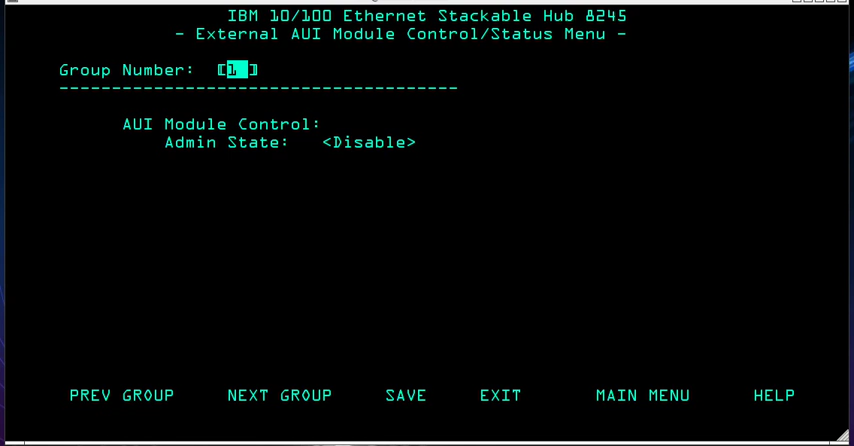 IBM 10/100 Ethernet Stackable Hub 8245
- External AUI Module Control/Status Menu -
Group Number: [1 ]
--------------------------------------
AUI Module Control:
Admin State: <Disable>
PREV GROUP NEXT GROUP SAVE EXIT MAIN MENU HELP